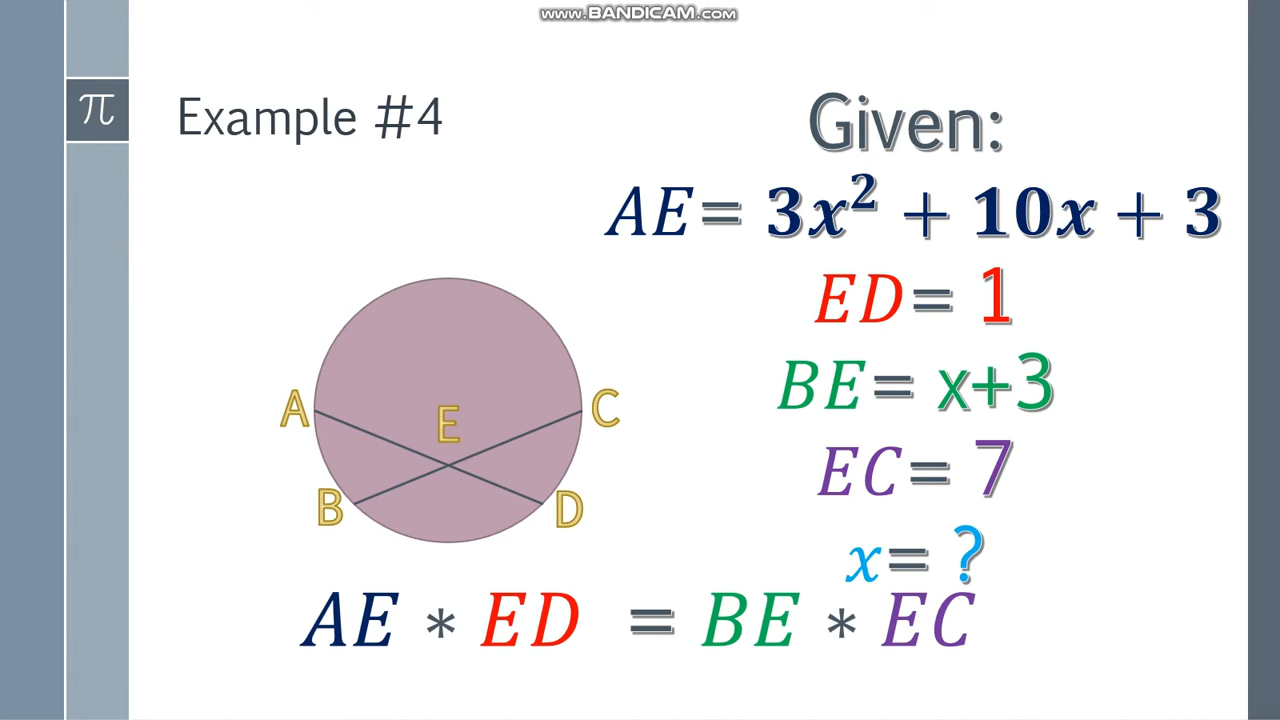 www.BANDICAM.com
π
Example #4
Given:
AE= 3x² + 10x + 3
ED= 1
BE= x+3
EC= 7
x= ?
A
E
C
B
D
AE * ED = BE * EC